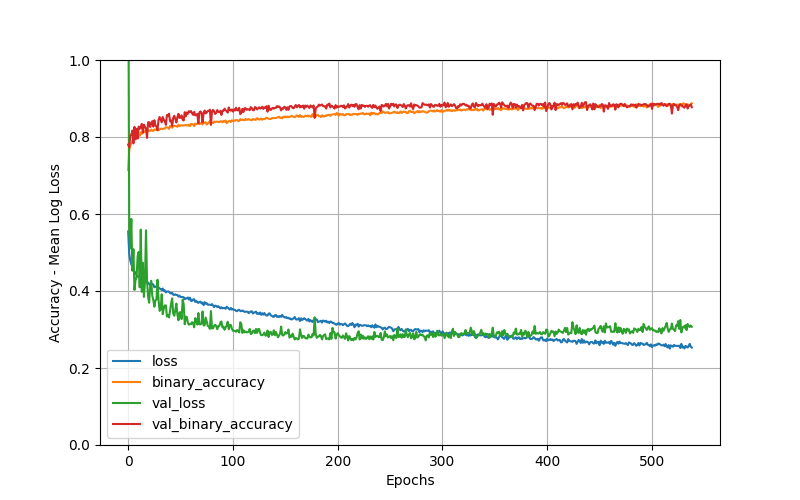 1.0
0.8
0.6
0.4
0.2
0.0
Accuracy - Mean Log Loss
loss
binary_accuracy
val_loss
val_binary_accuracy
0 100 200 300 400 500
Epochs